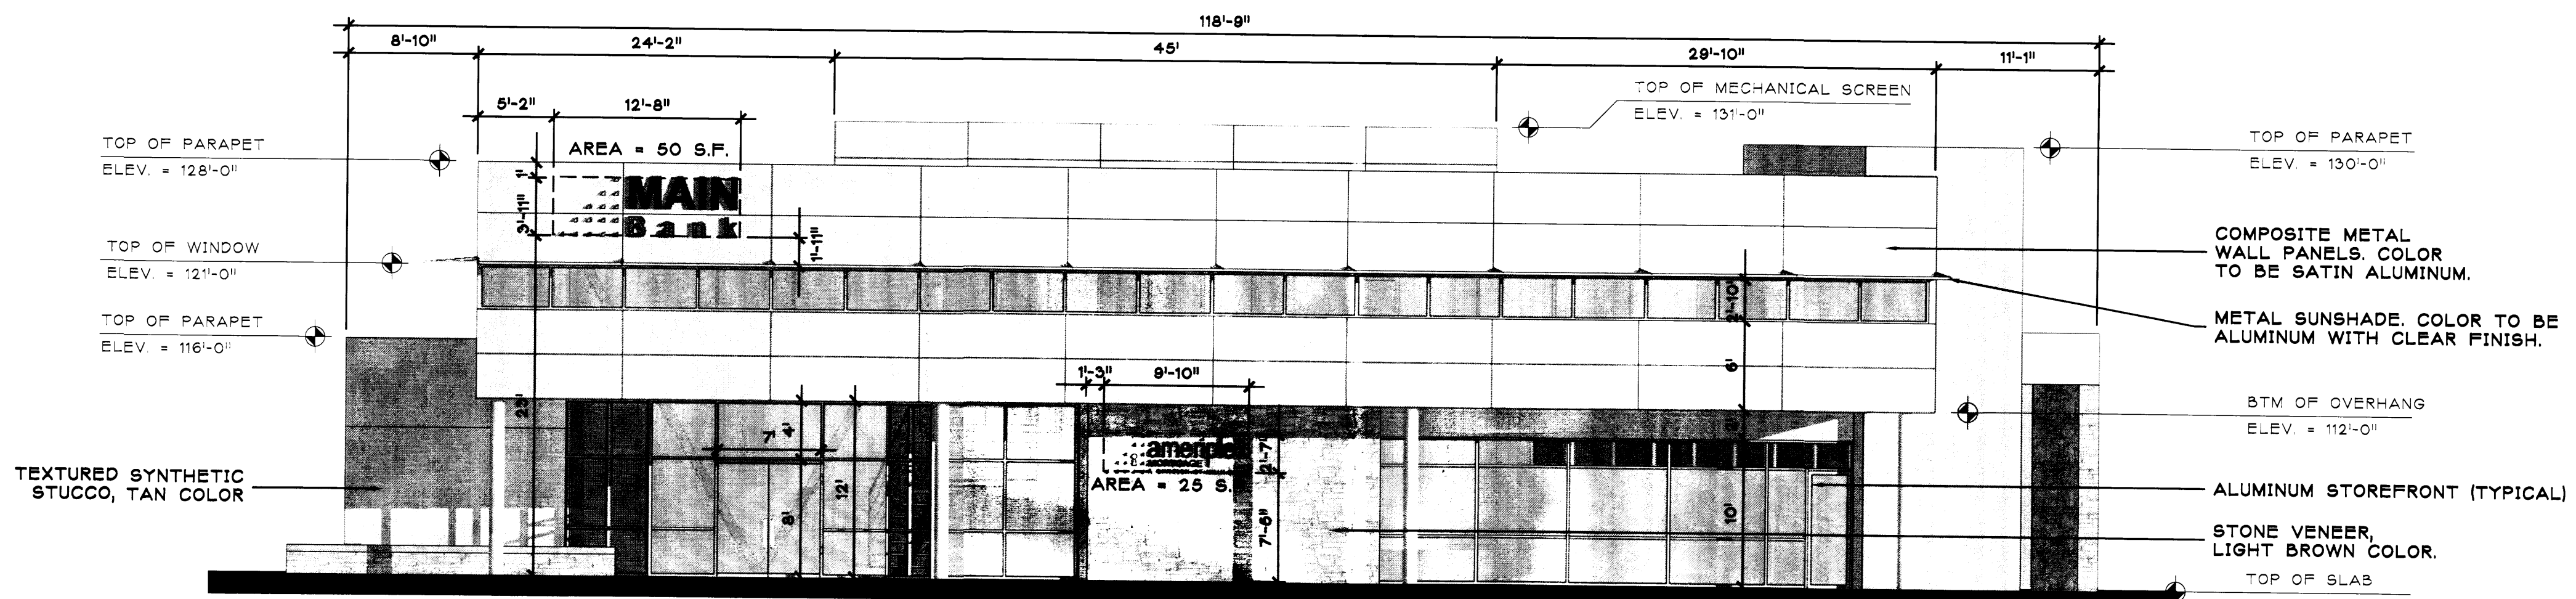 118'-9"
8'-10"
24'-2"
45'
29'-10"
11'-1"
5'-2"
12'-8"
TOP OF MECHANICAL SCREEN
ELEV. = 131'-0"
TOP OF PARAPET
ELEV. = 128'-0"
AREA = 50 S.F.
TOP OF PARAPET
ELEV. = 130'-0"
1'
3'-11"
MAIN
Bank
1'-11"
TOP OF WINDOW
ELEV. = 121'-0"
COMPOSITE METAL
WALL PANELS. COLOR
TO BE SATIN ALUMINUM.
2'-10"
TOP OF PARAPET
ELEV. = 116'-0"
METAL SUNSHADE. COLOR TO BE
ALUMINUM WITH CLEAR FINISH.
6'
1'-3"
9'-10"
23'
BTM OF OVERHANG
ELEV. = 112'-0"
7'
4'
2'-7"
MORTGAGE
AREA = 25 S.
TEXTURED SYNTHETIC
STUCCO, TAN COLOR
12'
8'
7'-6"
10'
ALUMINUM STOREFRONT (TYPICAL)
STONE VENEER,
LIGHT BROWN COLOR.
TOP OF SLAB